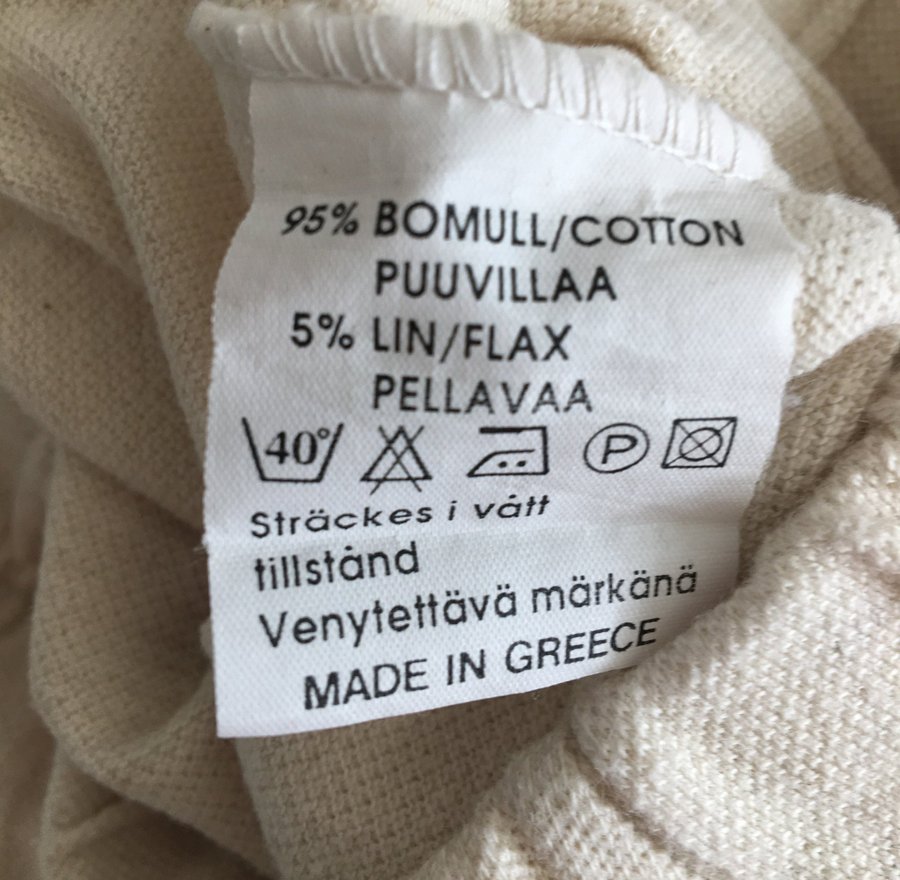 95% BOMULL/COTTON
PUUVILLAA
5% LIN/FLAX
PELLAVAA
40° P
Sträckes i vått
tillstånd
Venytettävä märkänä
MADE IN GREECE